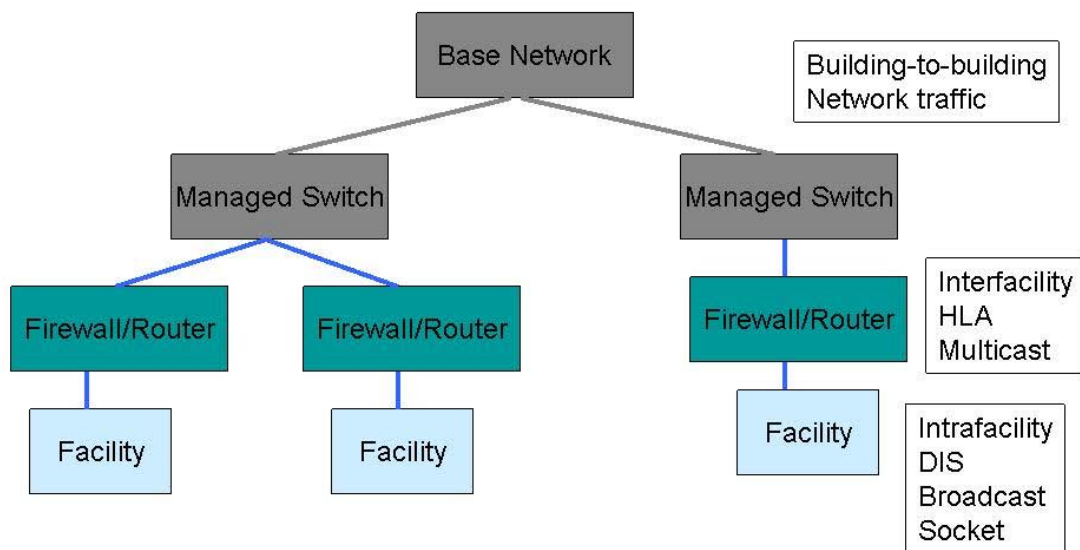 Base Network
Building-to-building
Network traffic
Managed Switch
Managed Switch
Firewall/Router
Firewall/Router
Firewall/Router
Interfacility
HLA
Multicast
Facility
Facility
Facility
Intrafacility
DIS
Broadcast
Socket